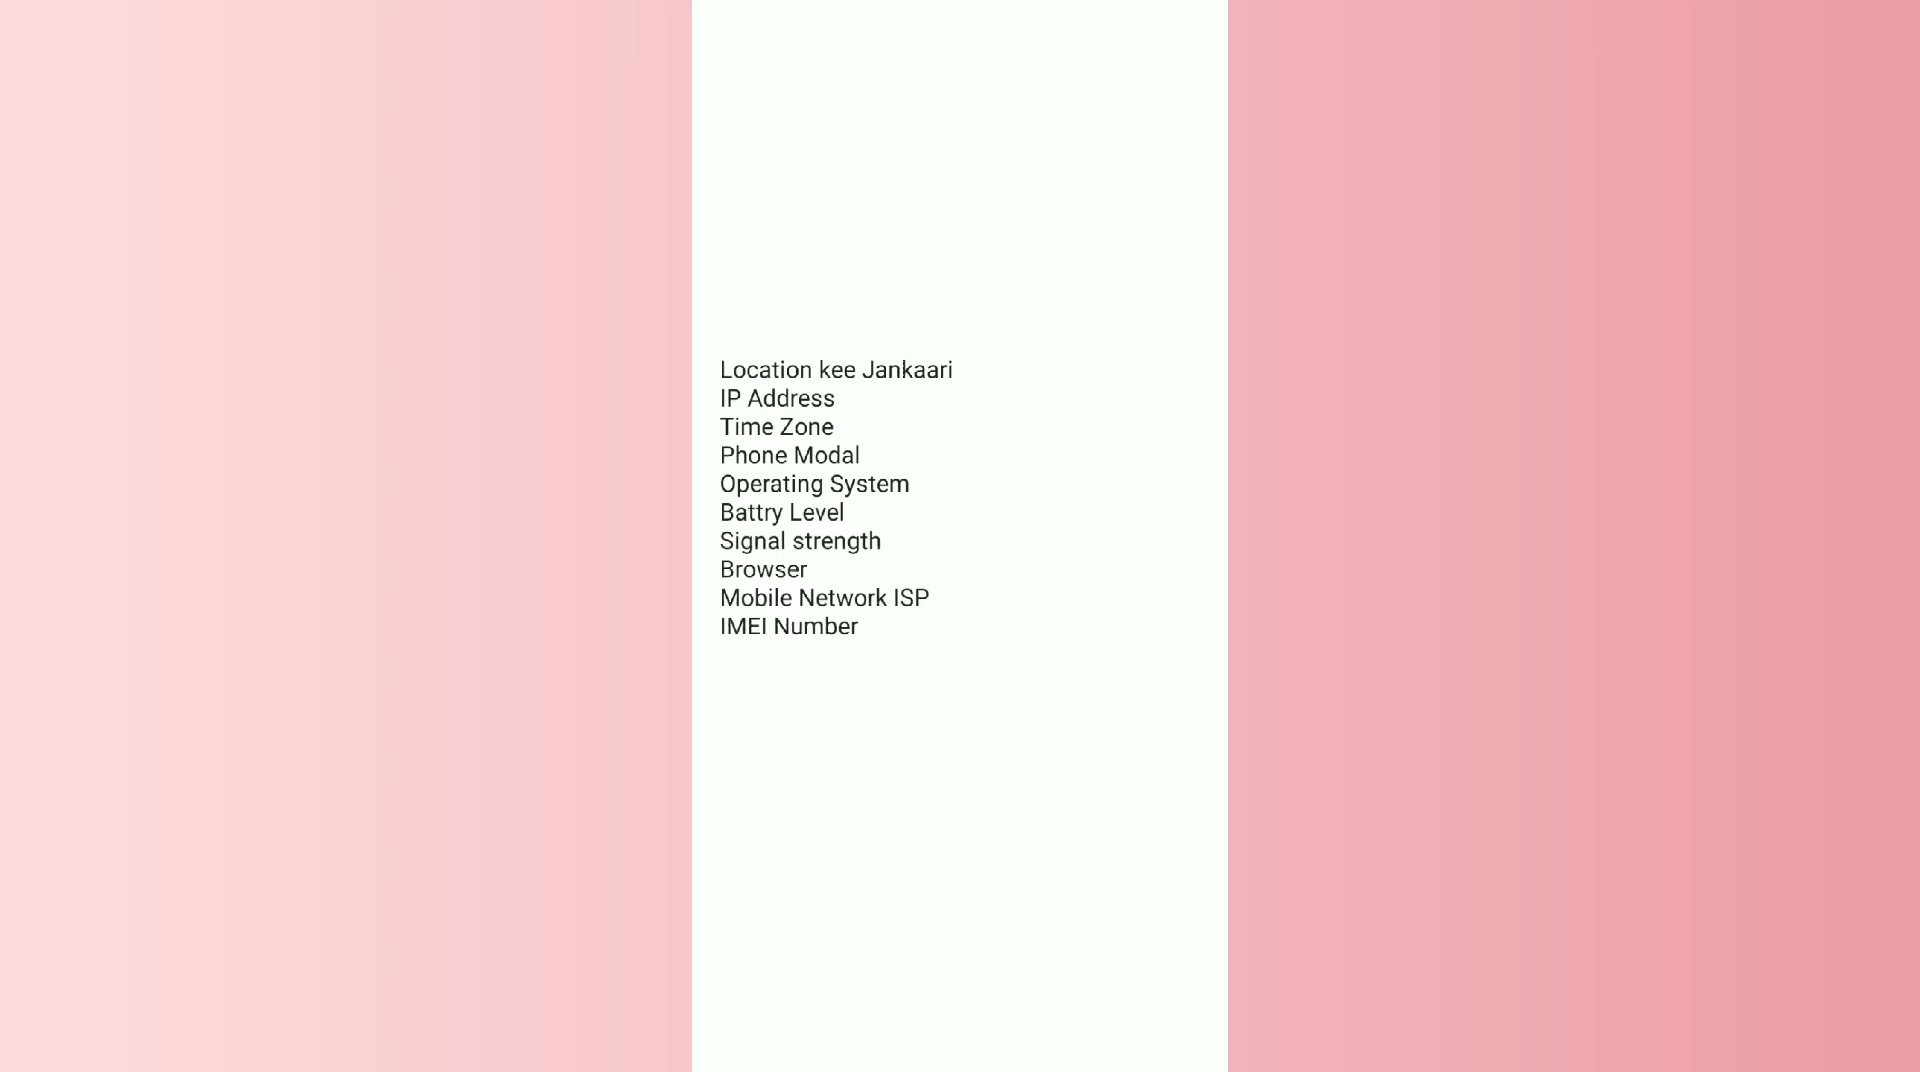 Location kee Jankaari
IP Address
Time Zone
Phone Modal
Operating System
Battry Level
Signal strength
Browser
Mobile Network ISP
IMEI Number